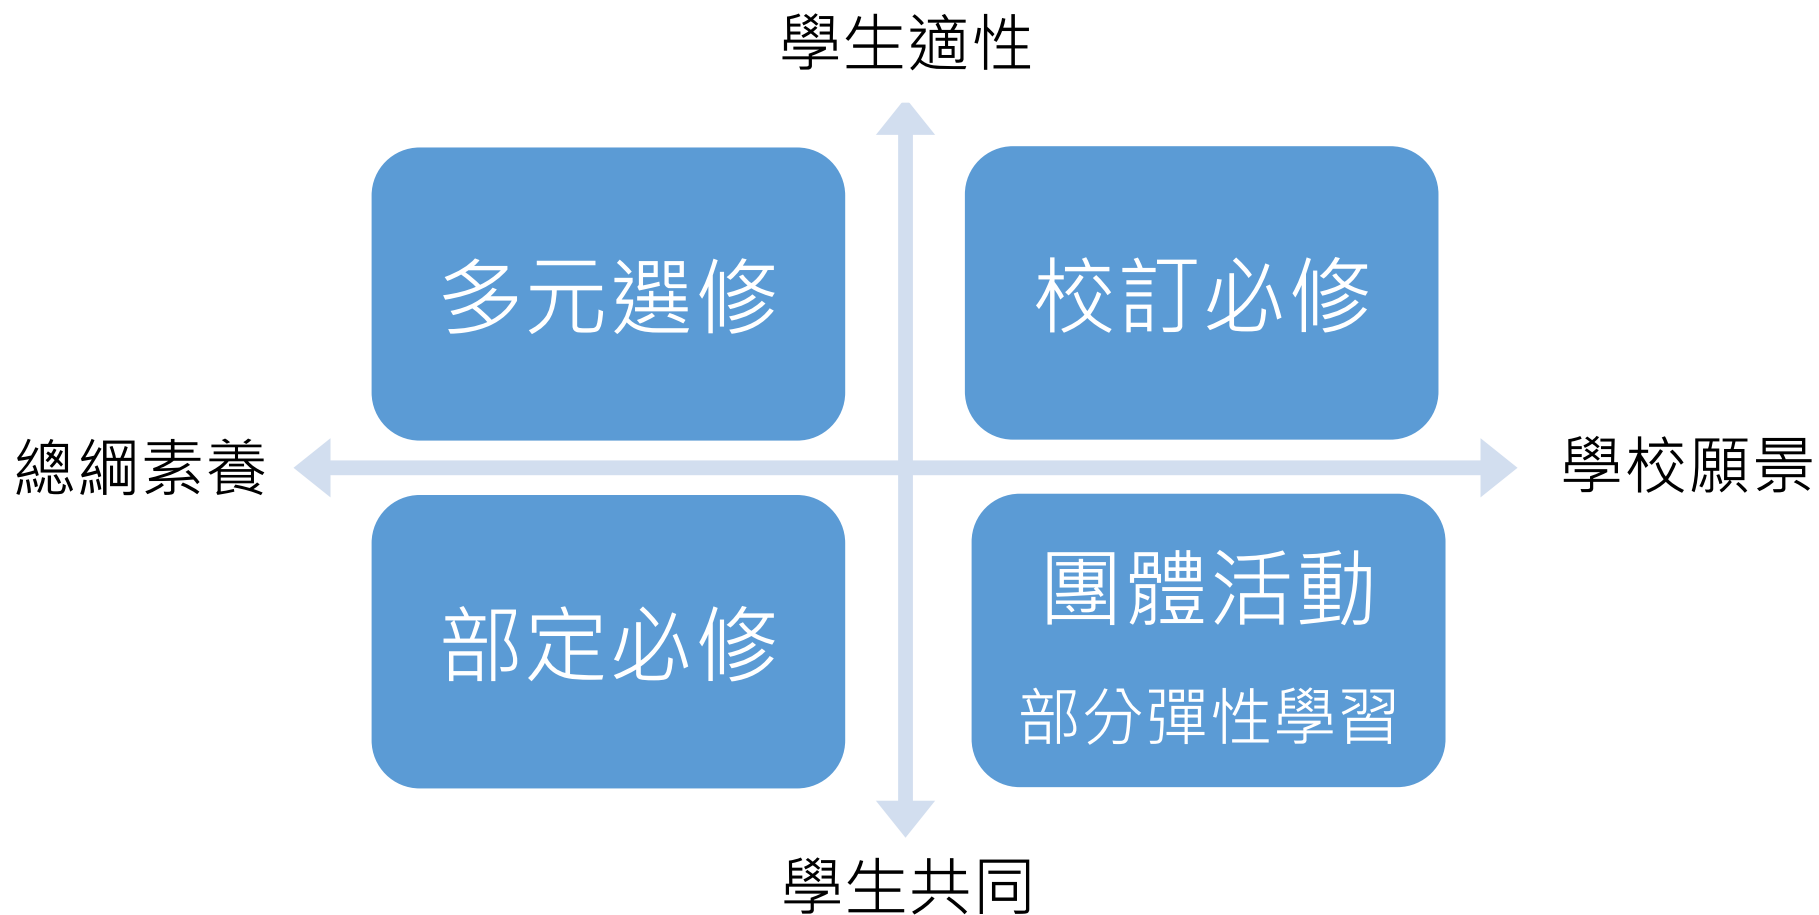 學生適性
多元選修
校訂必修
總綱素養
學校願景
部定必修
團體活動
部分彈性學習
學生共同